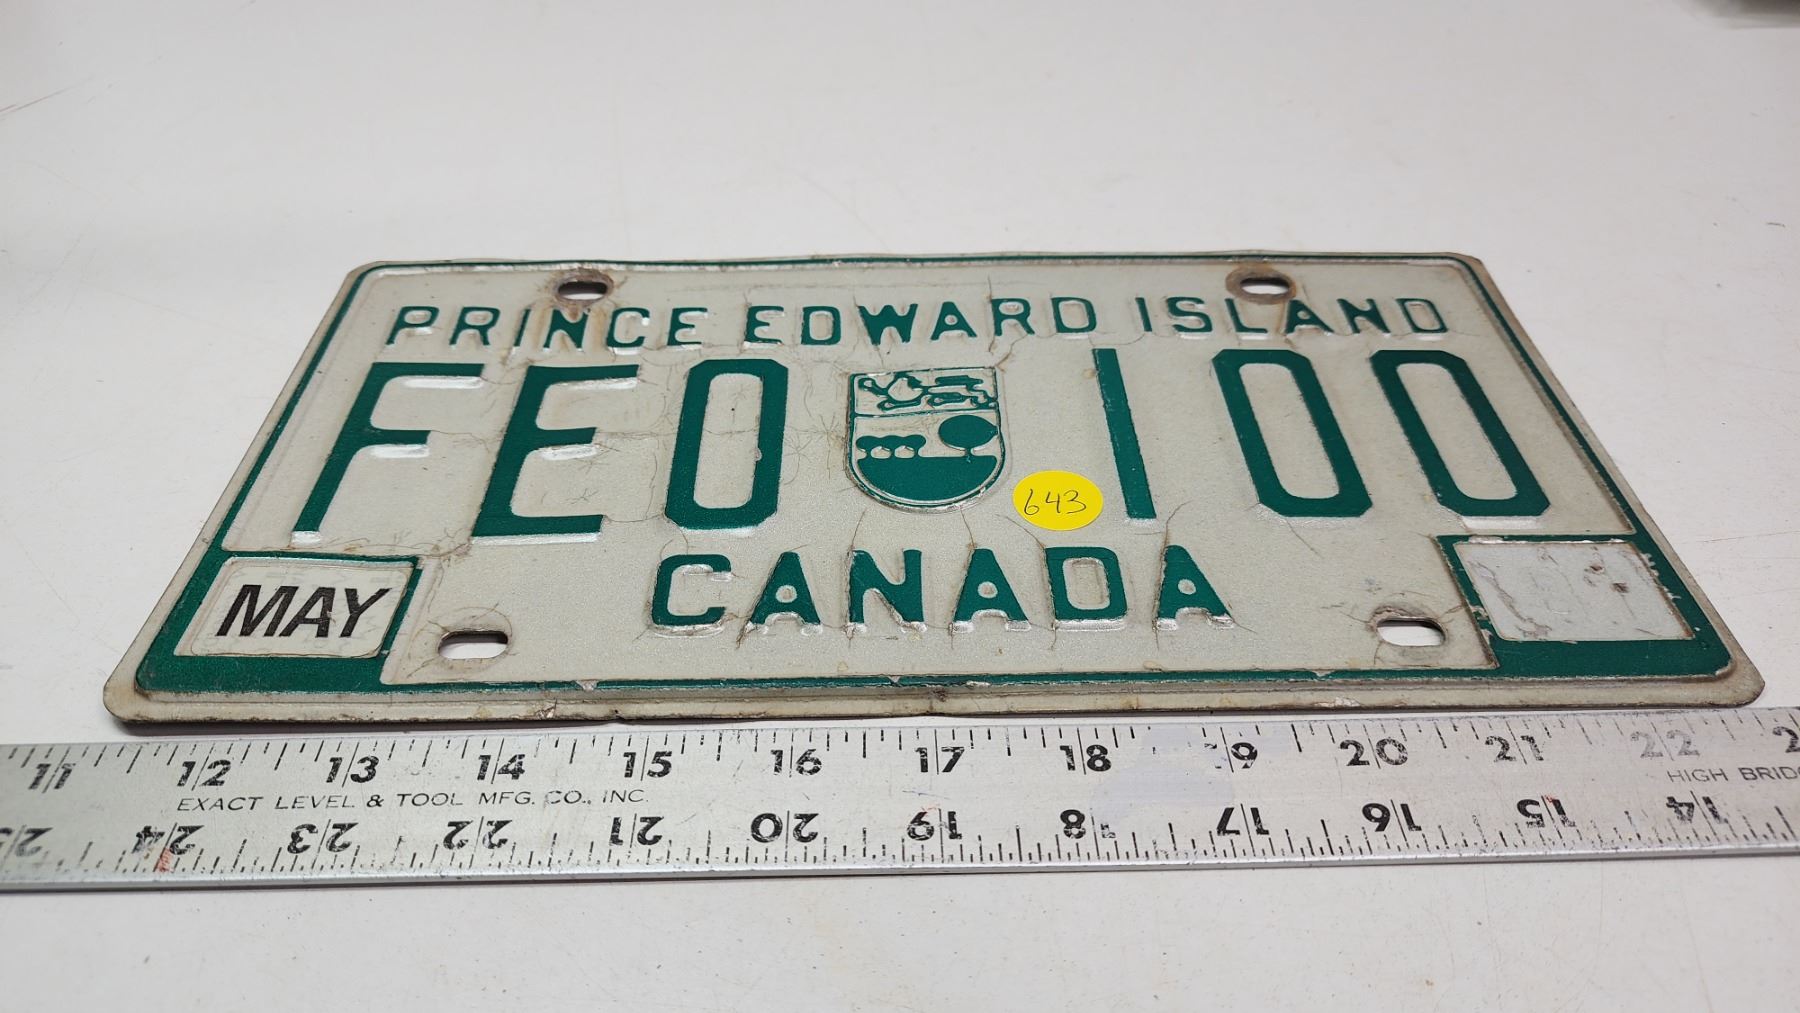 PRINCE EDWARD ISLAND
FEO 100
643
CANADA
MAY
11 12 13 14 15 16 17 18 19 20 21 22
EXACT LEVEL & TOOL MFG. CO., INC.
HIGH BRID
24 23 22 21 20 19 18 17 16 15 14